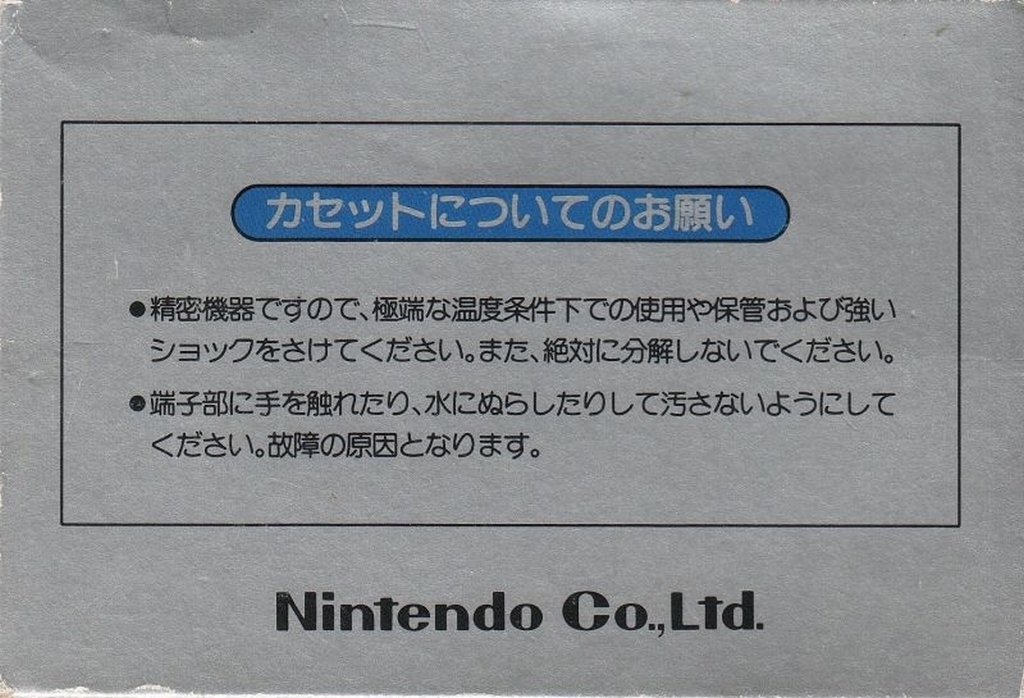 カセットについてのお願い
●精密機器ですので、極端な温度条件下での使用や保管および強い
ショックをさけてください。また、絶対に分解しないでください。
●端子部に手を触れたり、水にぬらしたりして汚さないようにして
ください。故障の原因となります。
Nintendo Co.,Ltd.